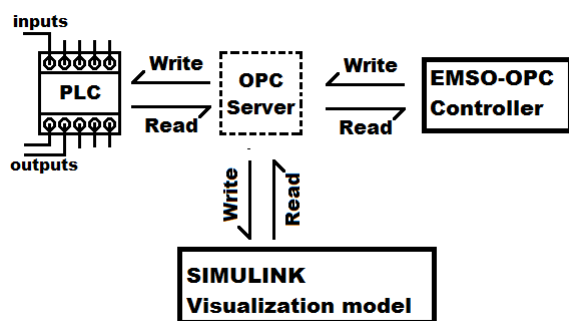 inputs
PLC
outputs
Write
Read
OPC
Server
Write
Read
EMSO-OPC
Controller
Write
Read
SIMULINK
Visualization model